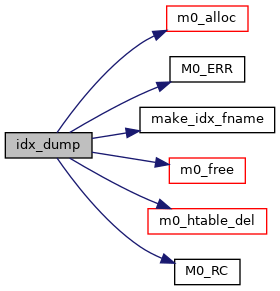 m0_alloc
M0_ERR
make_idx_fname
idx_dump
m0_free
m0_htable_del
M0_RC